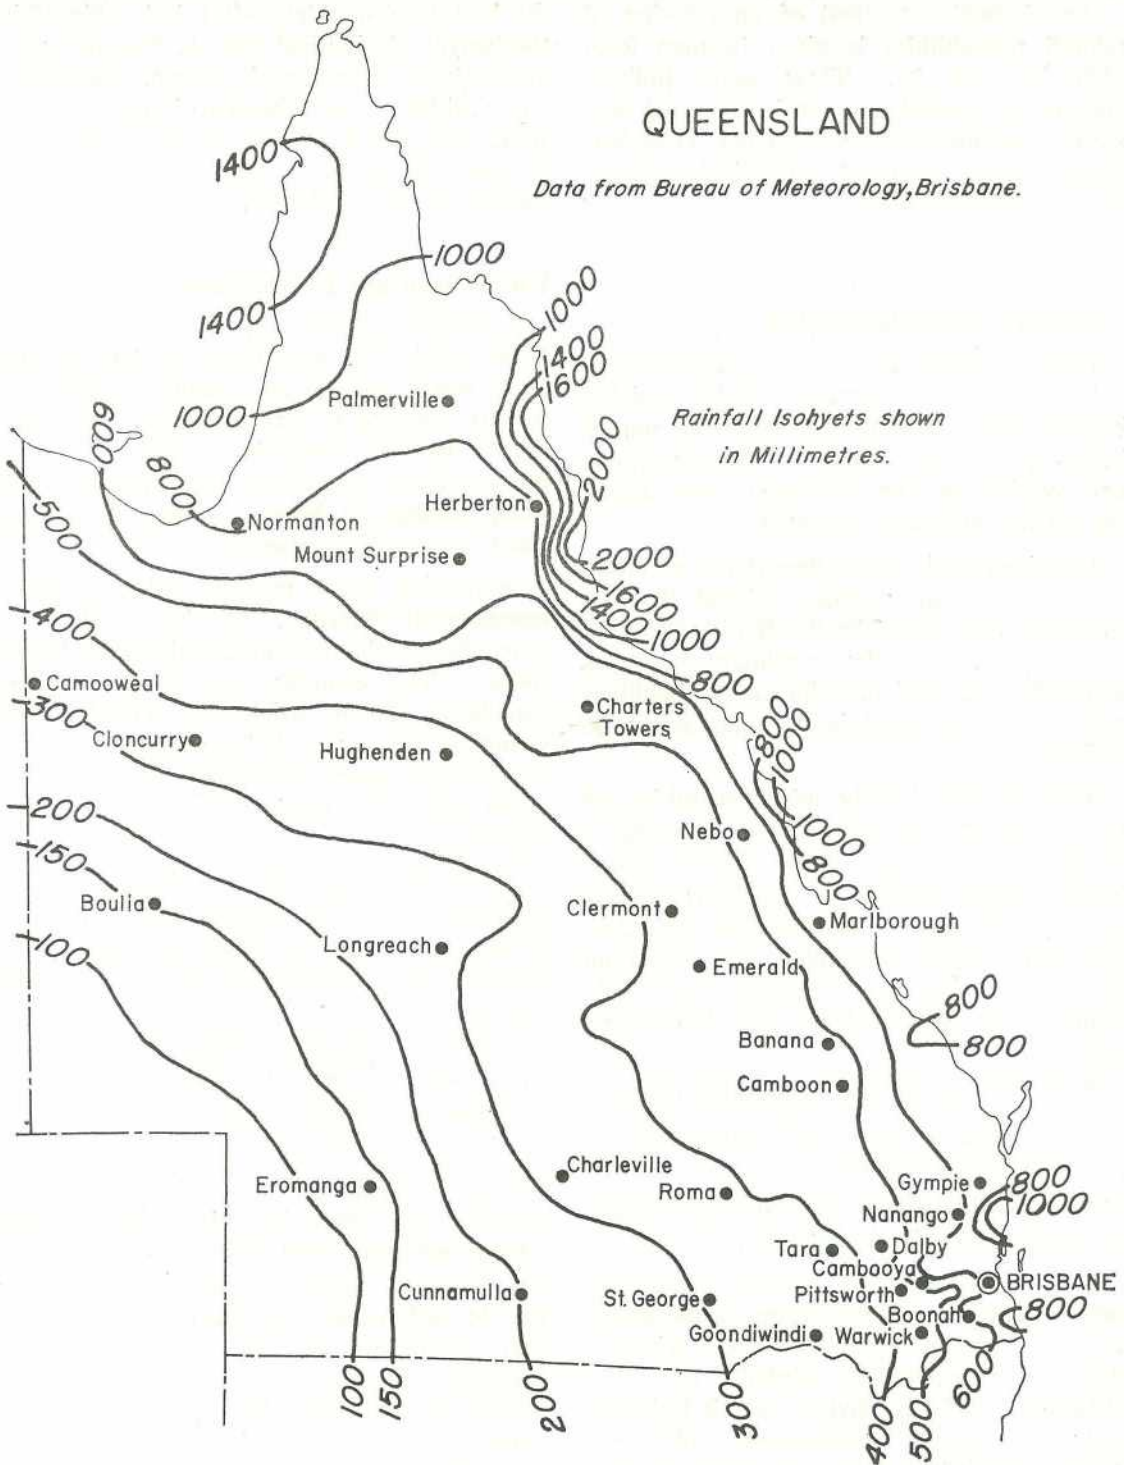 QUEENSLAND
Data from Bureau of Meteorology, Brisbane.
1400
1000
1000
1400
1400
1600
Palmerville
1000
Rainfall Isohyets shown
in Millimetres.
600
800
2000
500
Herberton
Normanton
Mount Surprise
2000
1600
1400
1000
400
800
Camooweal
Charters
Towers
300
800
1000
Cloncurry
Hughenden
200
Nebo
1000
150
800
Boulia
Clermont
Marlborough
100
Longreach
Emerald
800
Banana
800
Camboon
Charleville
Eromanga
Roma
Gympie
800
1000
Nanango
Tara
Dalby
Cambooya
BRISBANE
Cunnamulla
St. George
Pittsworth
Boonah
800
Goondiwindi
Warwick
100
150
200
300
400
500
600